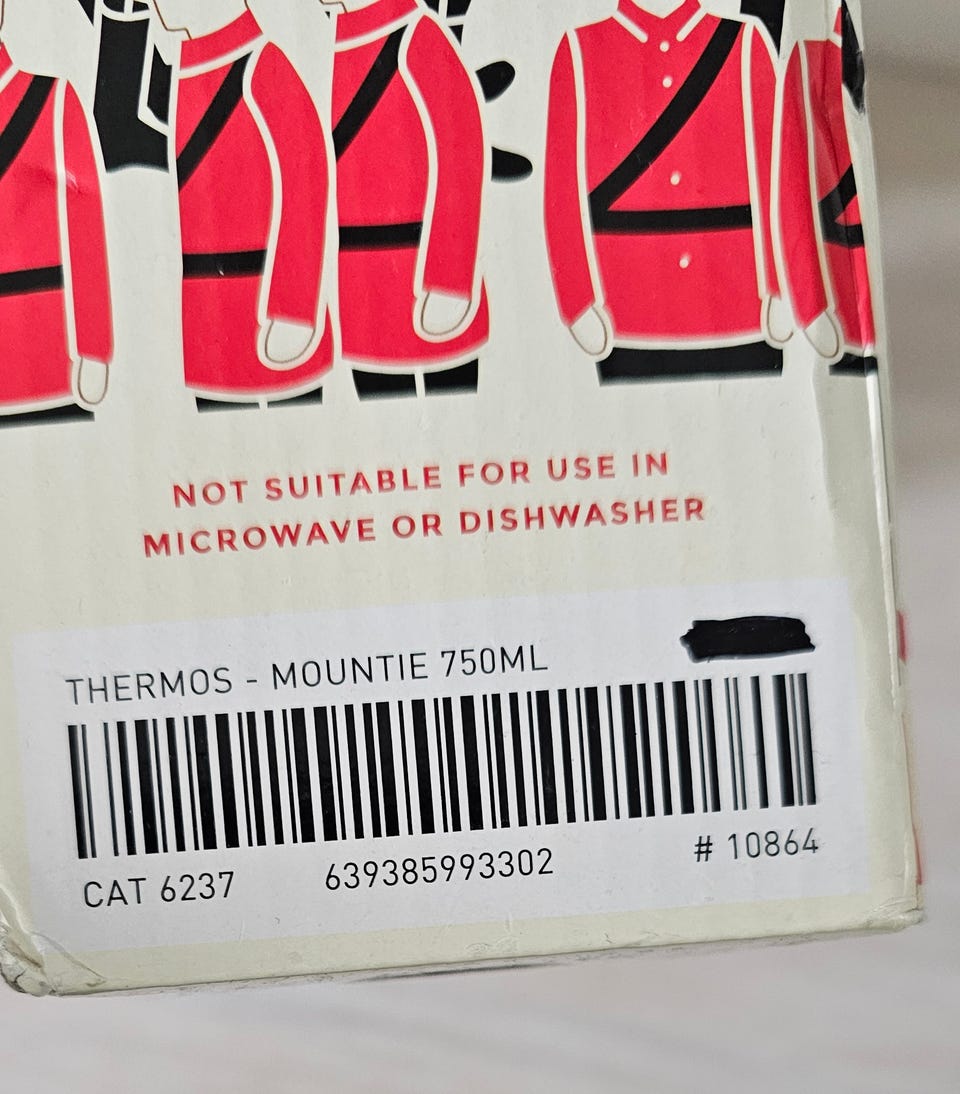 NOT SUITABLE FOR USE IN
MICROWAVE OR DISHWASHER
THERMOS - MOUNTIE 750ML
CAT 6237 639385993302 # 10864